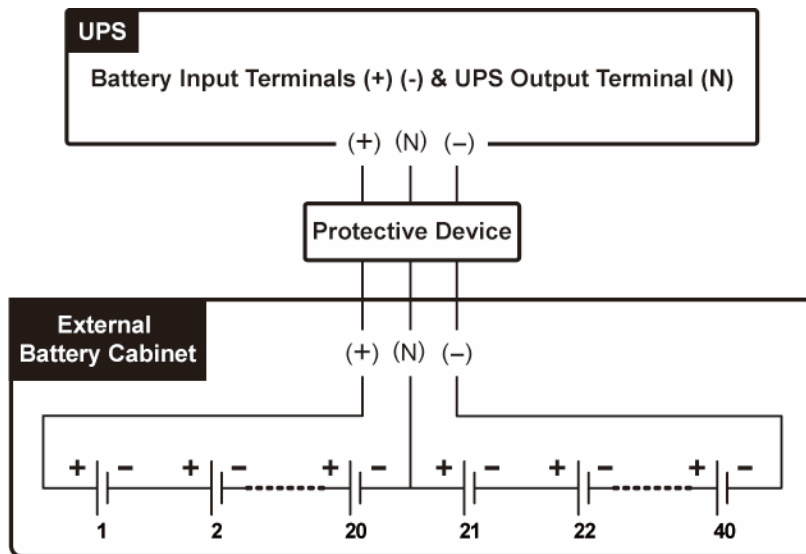 UPS
Battery Input Terminals (+) (-) & UPS Output Terminal (N)
(+) (N) (−)
Protective Device
External
Battery Cabinet
(+) (N) (−)
+ − + − + − + − + − + −
1 2 20 21 22 40